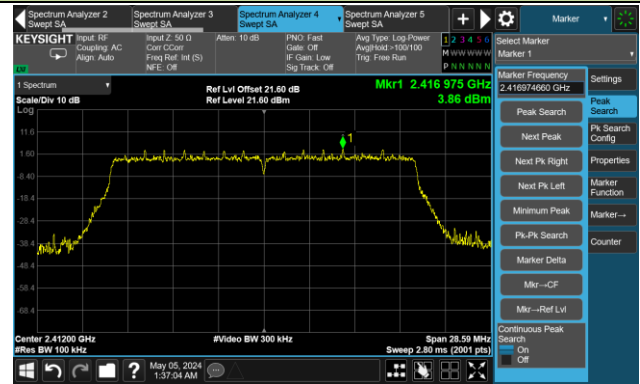 Spectrum Analyzer 2
Swept SA
Spectrum Analyzer 3
Swept SA
Spectrum Analyzer 4
Swept SA
Spectrum Analyzer 5
Swept SA
+
Marker
KEYSIGHT
Input: RF
Coupling: AC
Align: Auto
Input Z: 50 Ω
Corr CCorr
Freq Ref: Int (S)
NFE: Off
Atten: 10 dB
PNO: Fast
Gate: Off
IF Gain: Low
Sig Track: Off
Avg Type: Log-Power
Avg|Hold:>100/100
Trig: Free Run
1 2 3 4 5 6
M W W W W W
P N N N N N
Select Marker
Marker 1
1 Spectrum
Scale/Div 10 dB
Log
Ref Lvl Offset 21.60 dB
Ref Level 21.60 dBm
Mkr1 2.416 975 GHz
3.86 dBm
11.6
1.60
-8.40
-18.4
-28.4
-38.4
-48.4
-58.4
-68.4
1
Center 2.41200 GHz
#Res BW 100 kHz
#Video BW 300 kHz
Span 28.59 MHz
Sweep 2.80 ms (2001 pts)
Marker Frequency
2.416974660 GHz
Peak Search
Next Peak
Next Pk Right
Next Pk Left
Minimum Peak
Pk-Pk Search
Marker Delta
Mkr→CF
Mkr→Ref Lvl
Continuous Peak
Search
On
Off
Settings
Peak
Search
Pk Search
Config
Properties
Marker
Function
Marker→
Counter
?
May 05, 2024
1:37:04 AM